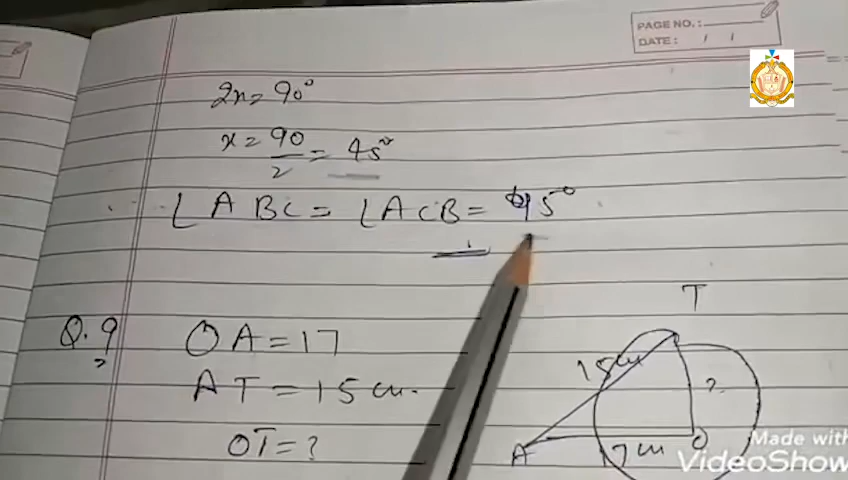 PAGE NO.:
DATE: / /
2x = 90°
x = 90/2 = 45°
∠ABC = ∠ACB = 45°
Q.9 OA = 17
AT = 15 cm.
OT = ?
T
15cm
?
A
17cm
O
Made with
VideoShow